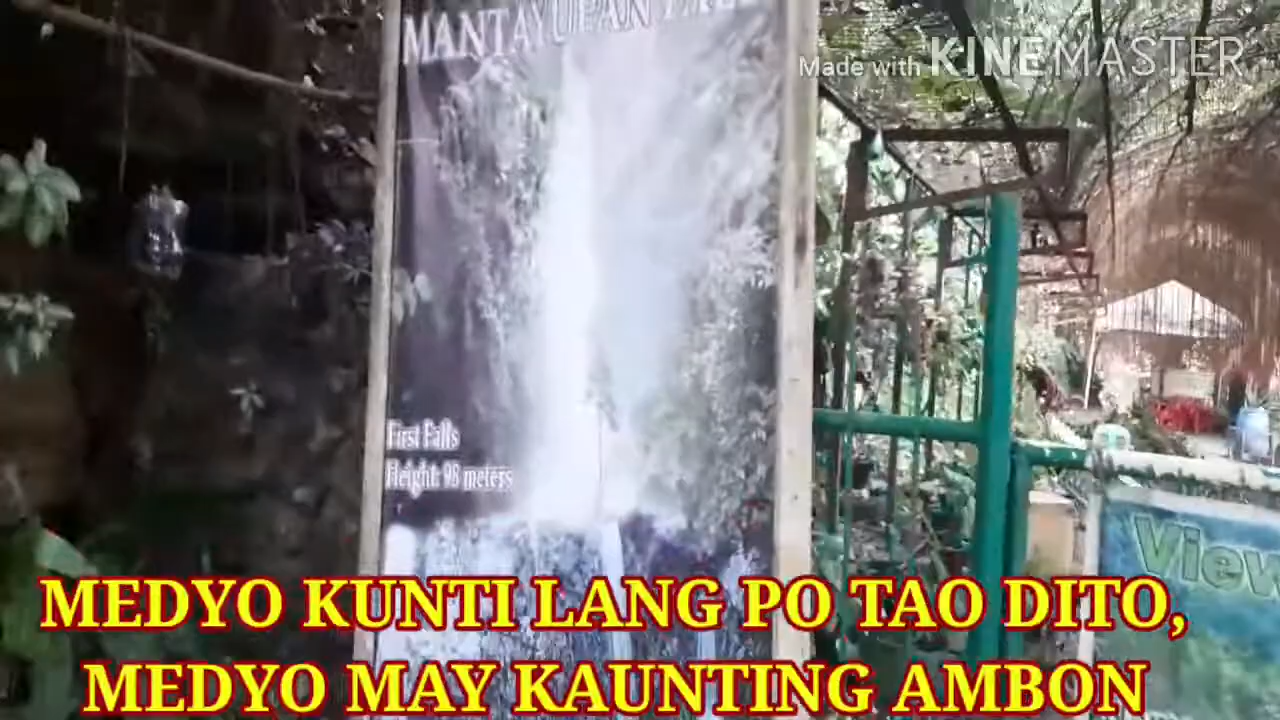 MANTAYUPAN
Made with KINEMASTER
First Falls
Height: 98 meters
View
MEDYO KUNTI LANG PO TAO DITO,
MEDYO MAY KAUNTING AMBON